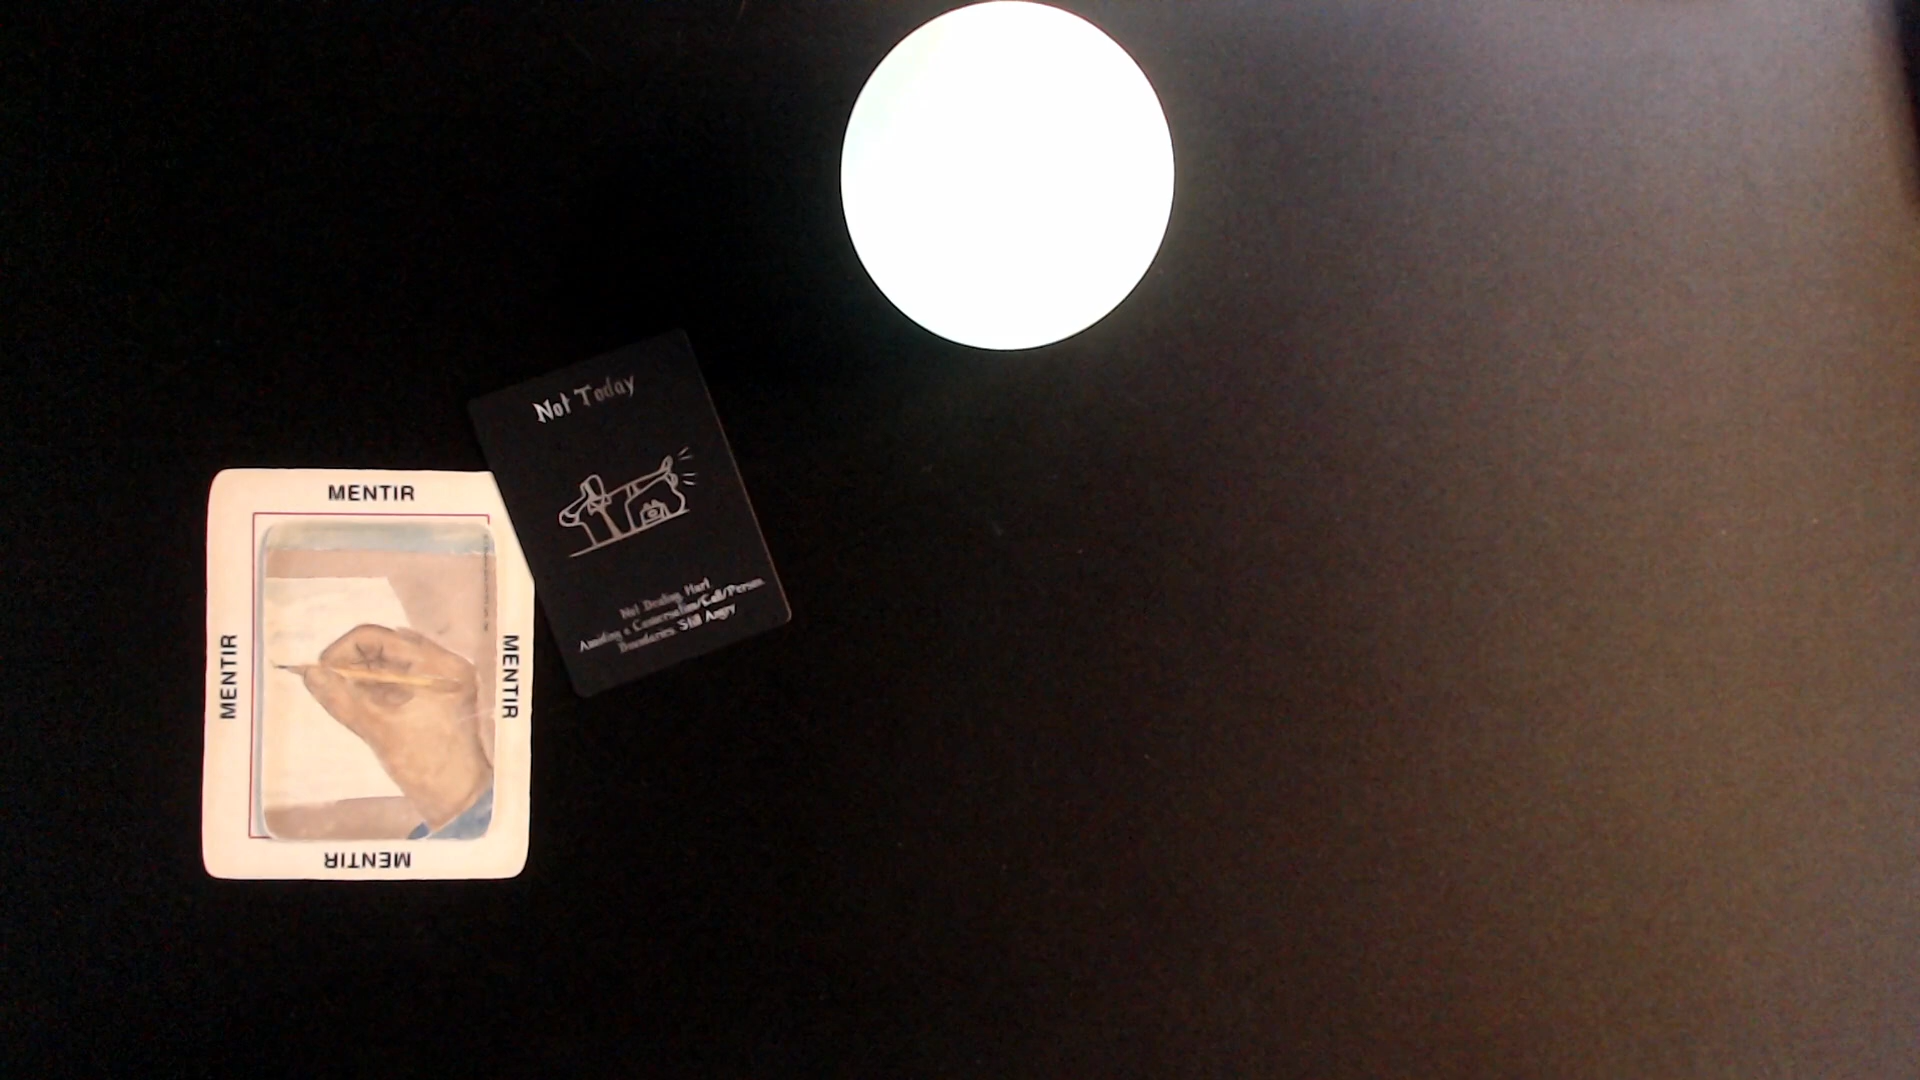 Not Today
Not Dealing Hurt
Avoiding a Conversation/Call/Person
Boundaries Still Angry
MENTIR
MENTIR
MENTIR
MENTIR